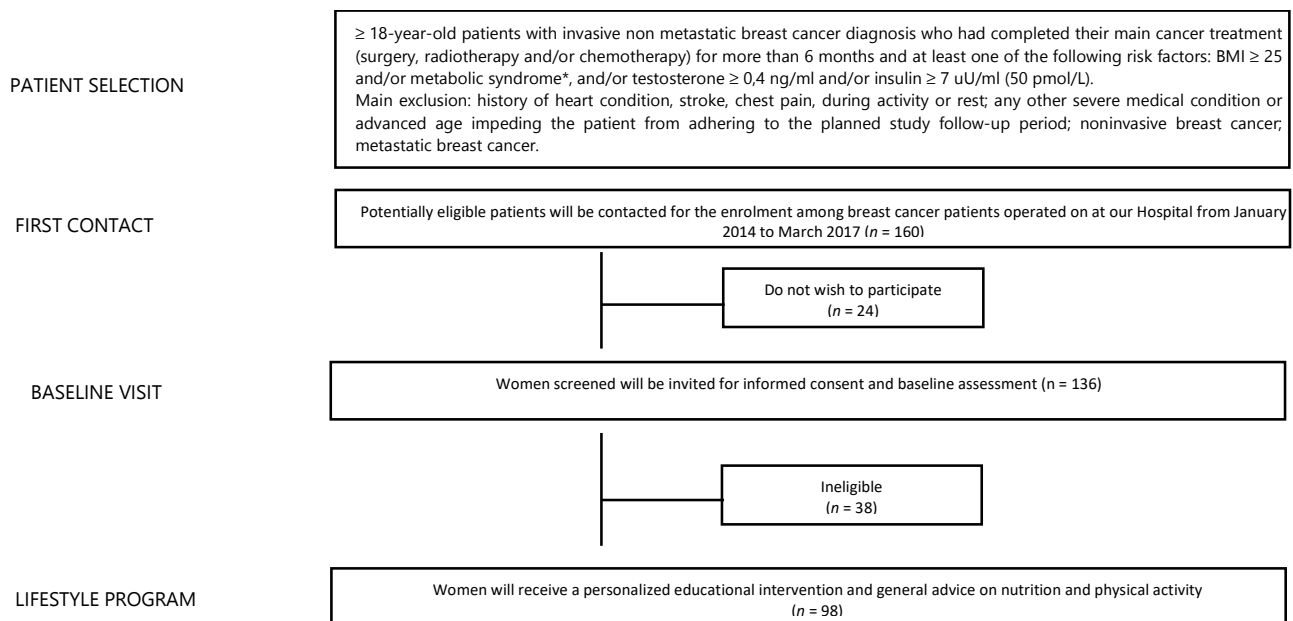 ≥ 18-year-old patients with invasive non metastatic breast cancer diagnosis who had completed their main cancer treatment
(surgery, radiotherapy and/or chemotherapy) for more than 6 months and at least one of the following risk factors: BMI ≥ 25
and/or metabolic syndrome*, and/or testosterone ≥ 0,4 ng/ml and/or insulin ≥ 7 uU/ml (50 pmol/L).
PATIENT SELECTION
Main exclusion: history of heart condition, stroke, chest pain, during activity or rest; any other severe medical condition or
advanced age impeding the patient from adhering to the planned study follow-up period; noninvasive breast cancer;
metastatic breast cancer.
FIRST CONTACT
Potentially eligible patients will be contacted for the enrolment among breast cancer patients operated on at our Hospital from January
2014 to March 2017 (n = 160)
Do not wish to participate
(n = 24)
BASELINE VISIT
Women screened will be invited for informed consent and baseline assessment (n = 136)
Ineligible
(n = 38)
LIFESTYLE PROGRAM
Women will receive a personalized educational intervention and general advice on nutrition and physical activity
(n = 98)